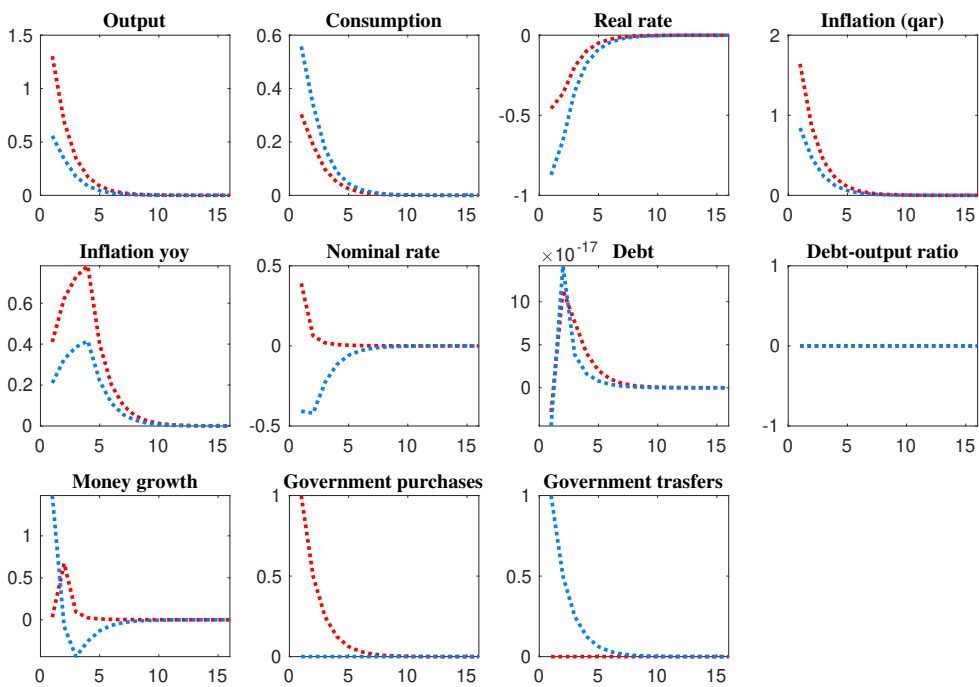 Output
1.5
1
0.5
0
0 5 10 15
Consumption
0.6
0.4
0.2
0
0 5 10 15
Real rate
0
-0.5
-1
0 5 10 15
Inflation (qar)
2
1
0
0 5 10 15
Inflation yoy
0.6
0.4
0.2
0
0 5 10 15
Nominal rate
0.5
0
-0.5
0 5 10 15
Debt
×10-17
10
5
0
0 5 10 15
Debt-output ratio
1
0
-1
0 5 10 15
Money growth
1
0.5
0
0 5 10 15
Government purchases
1
0.5
0
0 5 10 15
Government trasfers
1
0.5
0
0 5 10 15